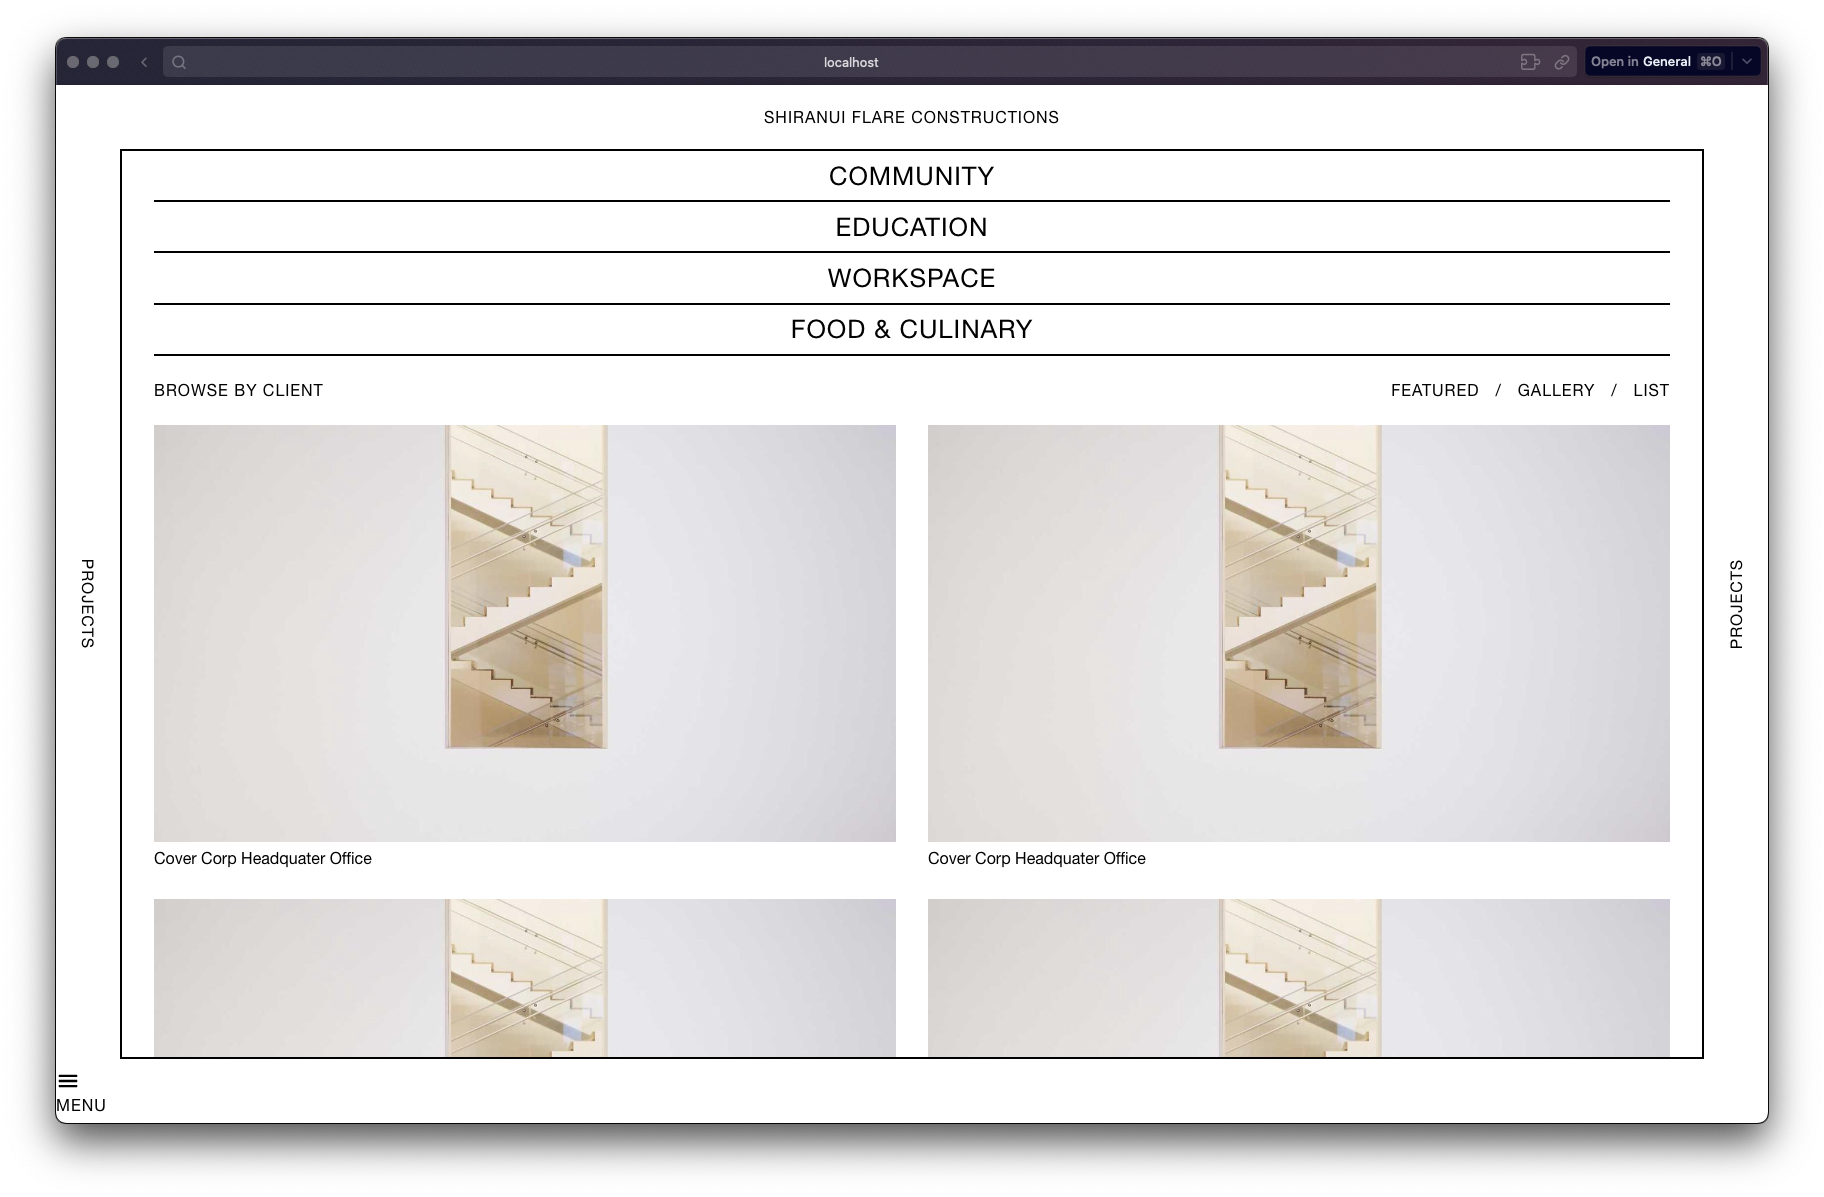 localhost
Open in General ⌘O
SHIRANUI FLARE CONSTRUCTIONS
COMMUNITY
EDUCATION
WORKSPACE
FOOD & CULINARY
BROWSE BY CLIENT
FEATURED / GALLERY / LIST
PROJECTS
PROJECTS
Cover Corp Headquater Office
Cover Corp Headquater Office
MENU